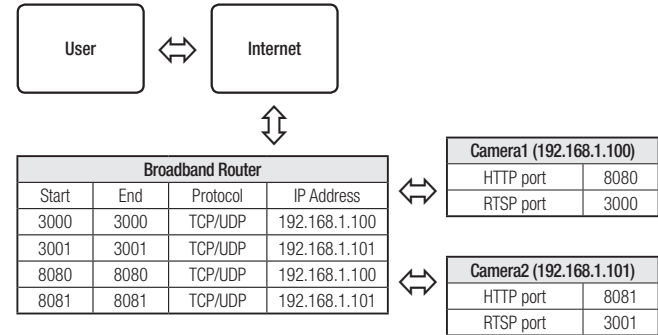 User
Internet
Broadband Router
Start End Protocol IP Address
3000 3000 TCP/UDP 192.168.1.100
3001 3001 TCP/UDP 192.168.1.101
8080 8080 TCP/UDP 192.168.1.100
8081 8081 TCP/UDP 192.168.1.101
Camera1 (192.168.1.100)
HTTP port 8080
RTSP port 3000
Camera2 (192.168.1.101)
HTTP port 8081
RTSP port 3001